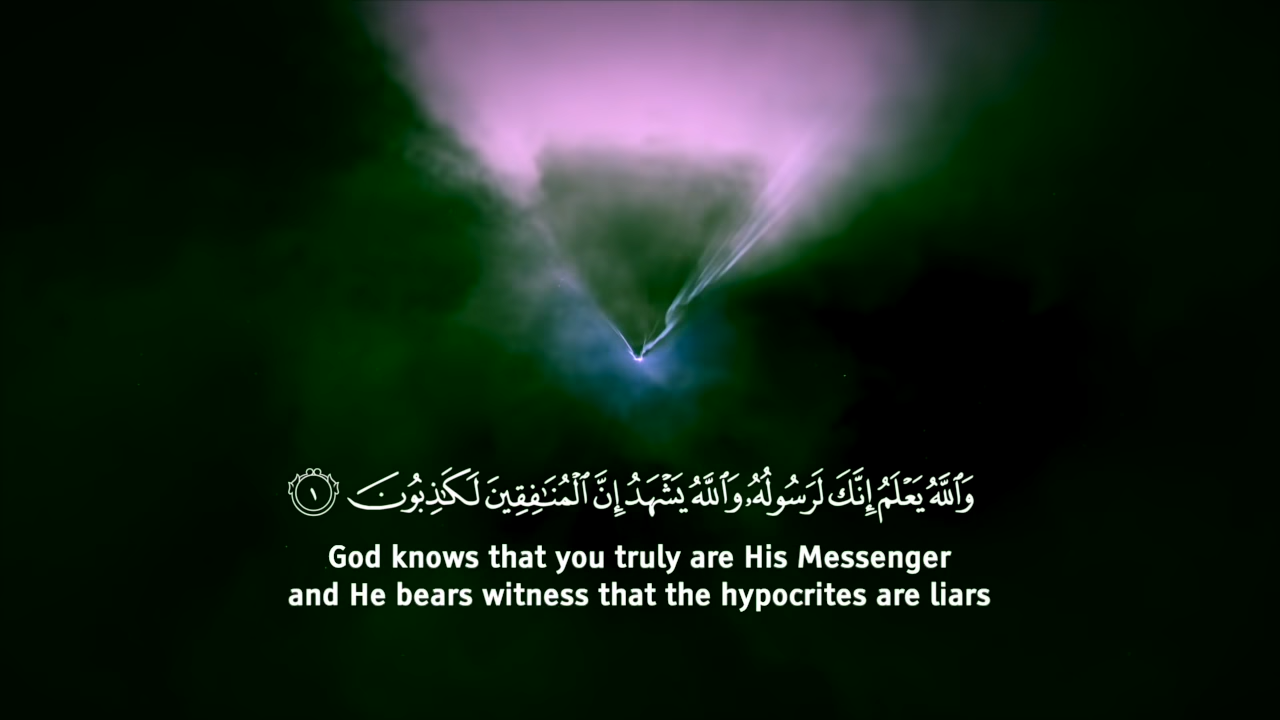 وَٱللَّهُ يَعْلَمُ إِنَّكَ لَرَسُولُهُۥ وَٱللَّهُ يَشْهَدُ إِنَّ ٱلْمُنَـٰفِقِينَ لَكَـٰذِبُونَ ١
God knows that you truly are His Messenger
and He bears witness that the hypocrites are liars